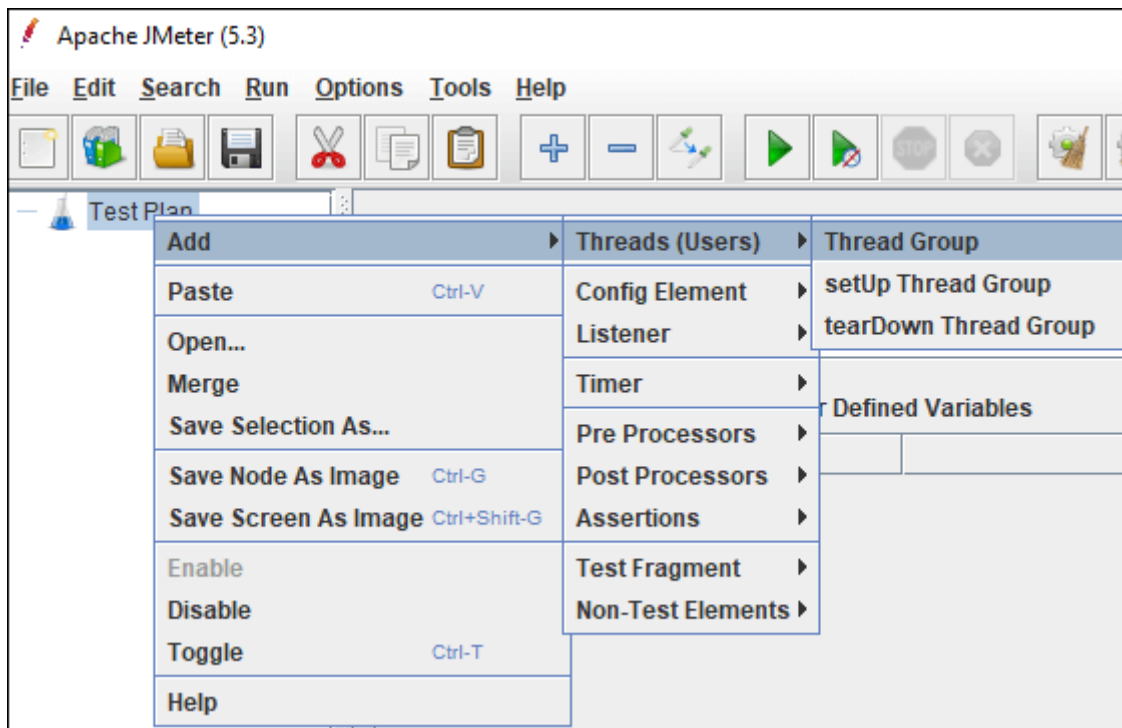 Apache JMeter (5.3)
File Edit Search Run Options Tools Help
STOP
Test Plan
Add
Paste Ctrl-V
Open...
Merge
Save Selection As...
Save Node As Image Ctrl-G
Save Screen As Image Ctrl+Shift-G
Enable
Disable
Toggle Ctrl-T
Help
Threads (Users)
Config Element
Listener
Timer
Pre Processors
Post Processors
Assertions
Test Fragment
Non-Test Elements
Thread Group
setUp Thread Group
tearDown Thread Group
r Defined Variables